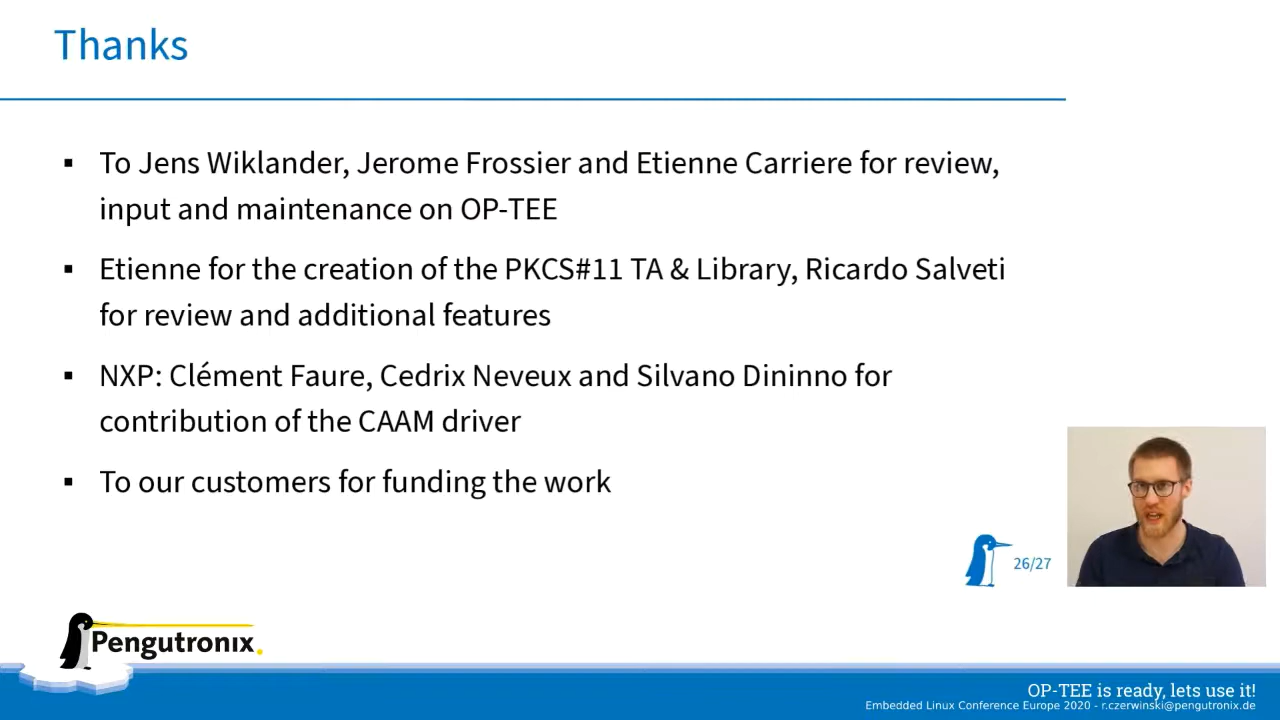 Thanks
▪ To Jens Wiklander, Jerome Frossier and Etienne Carriere for review,
input and maintenance on OP-TEE
▪ Etienne for the creation of the PKCS#11 TA & Library, Ricardo Salveti
for review and additional features
▪ NXP: Clément Faure, Cedrix Neveux and Silvano Dininno for
contribution of the CAAM driver
▪ To our customers for funding the work
26/27
Pengutronix.
OP-TEE is ready, lets use it!
Embedded Linux Conference Europe 2020 - r.czerwinski@pengutronix.de